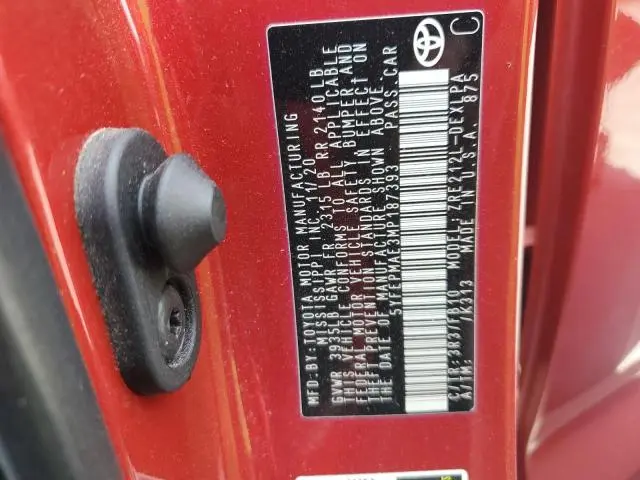 MFD.BY:TOYOTA MOTOR MANUFACTURING
MISSISSIPPI INC. 11/20
GVWR 3935LB GAWR FR 2315 LB RR 2140 LB
THIS VEHICLE CONFORMS TO ALL APPLICABLE
FEDERAL MOTOR VEHICLE SAFETY BUMPER AND
THEFT PREVENTION STANDARDS IN EFFECT ON
THE DATE OF MANUFACTURE SHOWN ABOVE.
5YFEPMAE3MP187393 PASS.CAR
C
C/TR:3R3/FB10 MODEL:ZRE212L-DEXLPA
A/TM: /K313 MADE IN U.S.A. 875